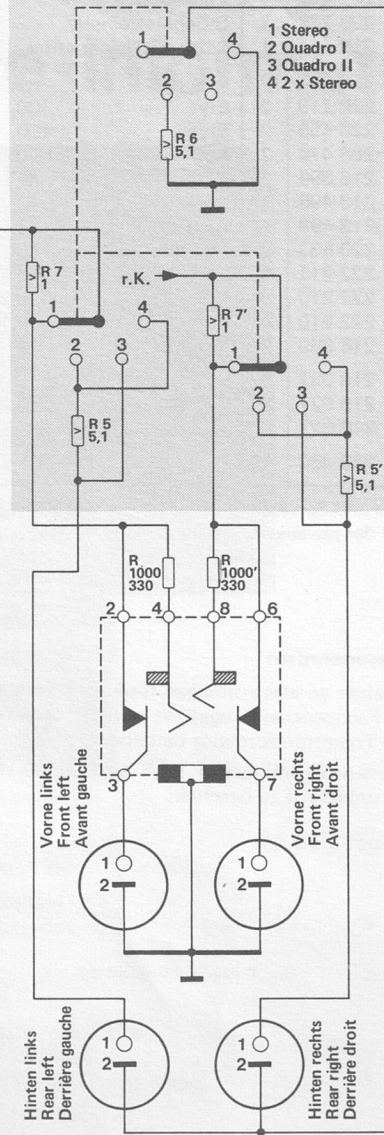 1
4
2
3
1 Stereo
2 Quadro I
3 Quadro II
4 2 x Stereo
R 6
5,1
R 7
1
r.K.
R 7'
1
1
4
2
3
1
4
2
3
R 5
5,1
R 5'
5,1
R
1000
330
R
1000'
330
2
4
8
6
3
7
Vorne links
Front left
Avant gauche
Vorne rechts
Front right
Avant droit
1
2
1
2
Hinten links
Rear left
Derrière gauche
Hinten rechts
Rear right
Derrière droit
1
2
1
2